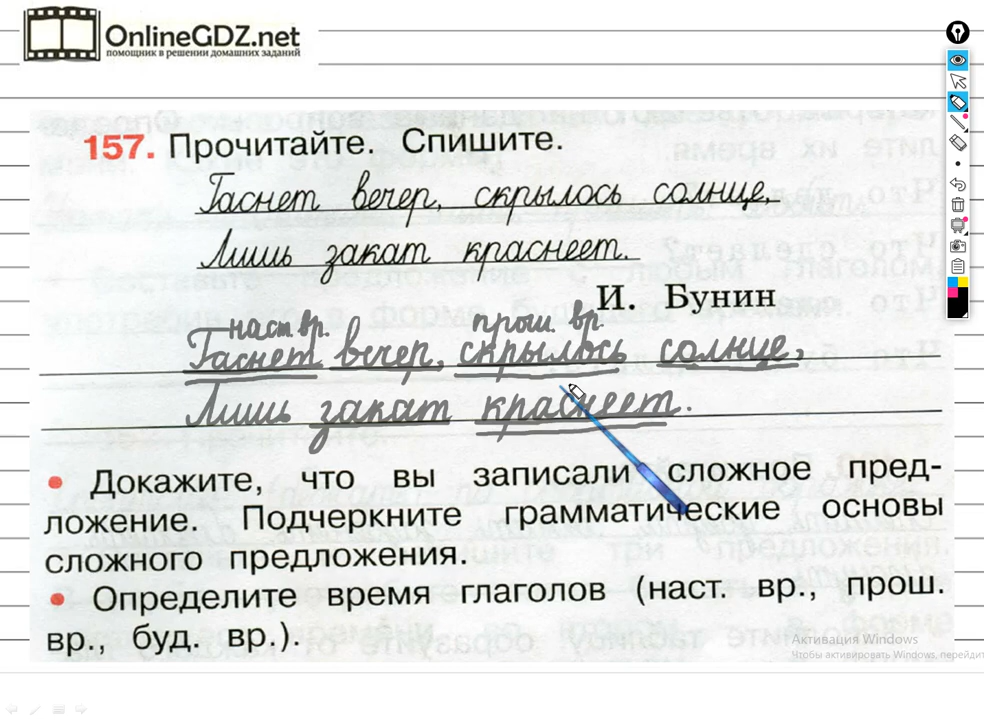 OnlineGDZ.net
помощник в решении домашних заданий
157. Прочитайте. Спишите.
Гаснет вечер, скрылось солнце,
Лишь закат краснеет.
И. Бунин
наст вр. прош. вр.
Гаснет вечер, скрылось солнце,
Лишь закат краснеет.
• Докажите, что вы записали сложное пред-
ложение. Подчеркните грамматические основы
сложного предложения.
• Определите время глаголов (наст. вр., прош.
вр., буд. вр.).
Активация Windows
Чтобы активировать Windows, перейдит